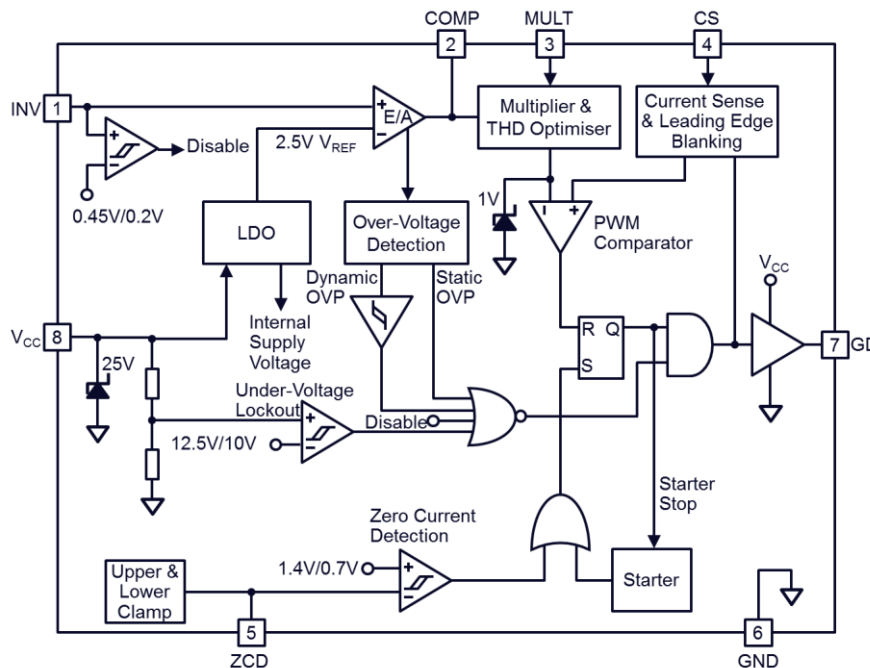 COMP
MULT
CS
2
3
4
INV
1
+
E/A
−
Multiplier &
THD Optimiser
Current Sense
& Leading Edge
Blanking
+
−
Disable
2.5V VREF
0.45V/0.2V
1V
−
+
PWM
Comparator
LDO
Over-Voltage
Detection
Dynamic
OVP
Static
OVP
VCC
VCC
8
Internal
Supply
Voltage
R
Q
S
7
GD
25V
Under-Voltage
Lockout
+
−
12.5V/10V
Disable
Starter
Stop
Zero Current
Detection
1.4V/0.7V
+
−
Upper &
Lower
Clamp
Starter
5
6
ZCD
GND